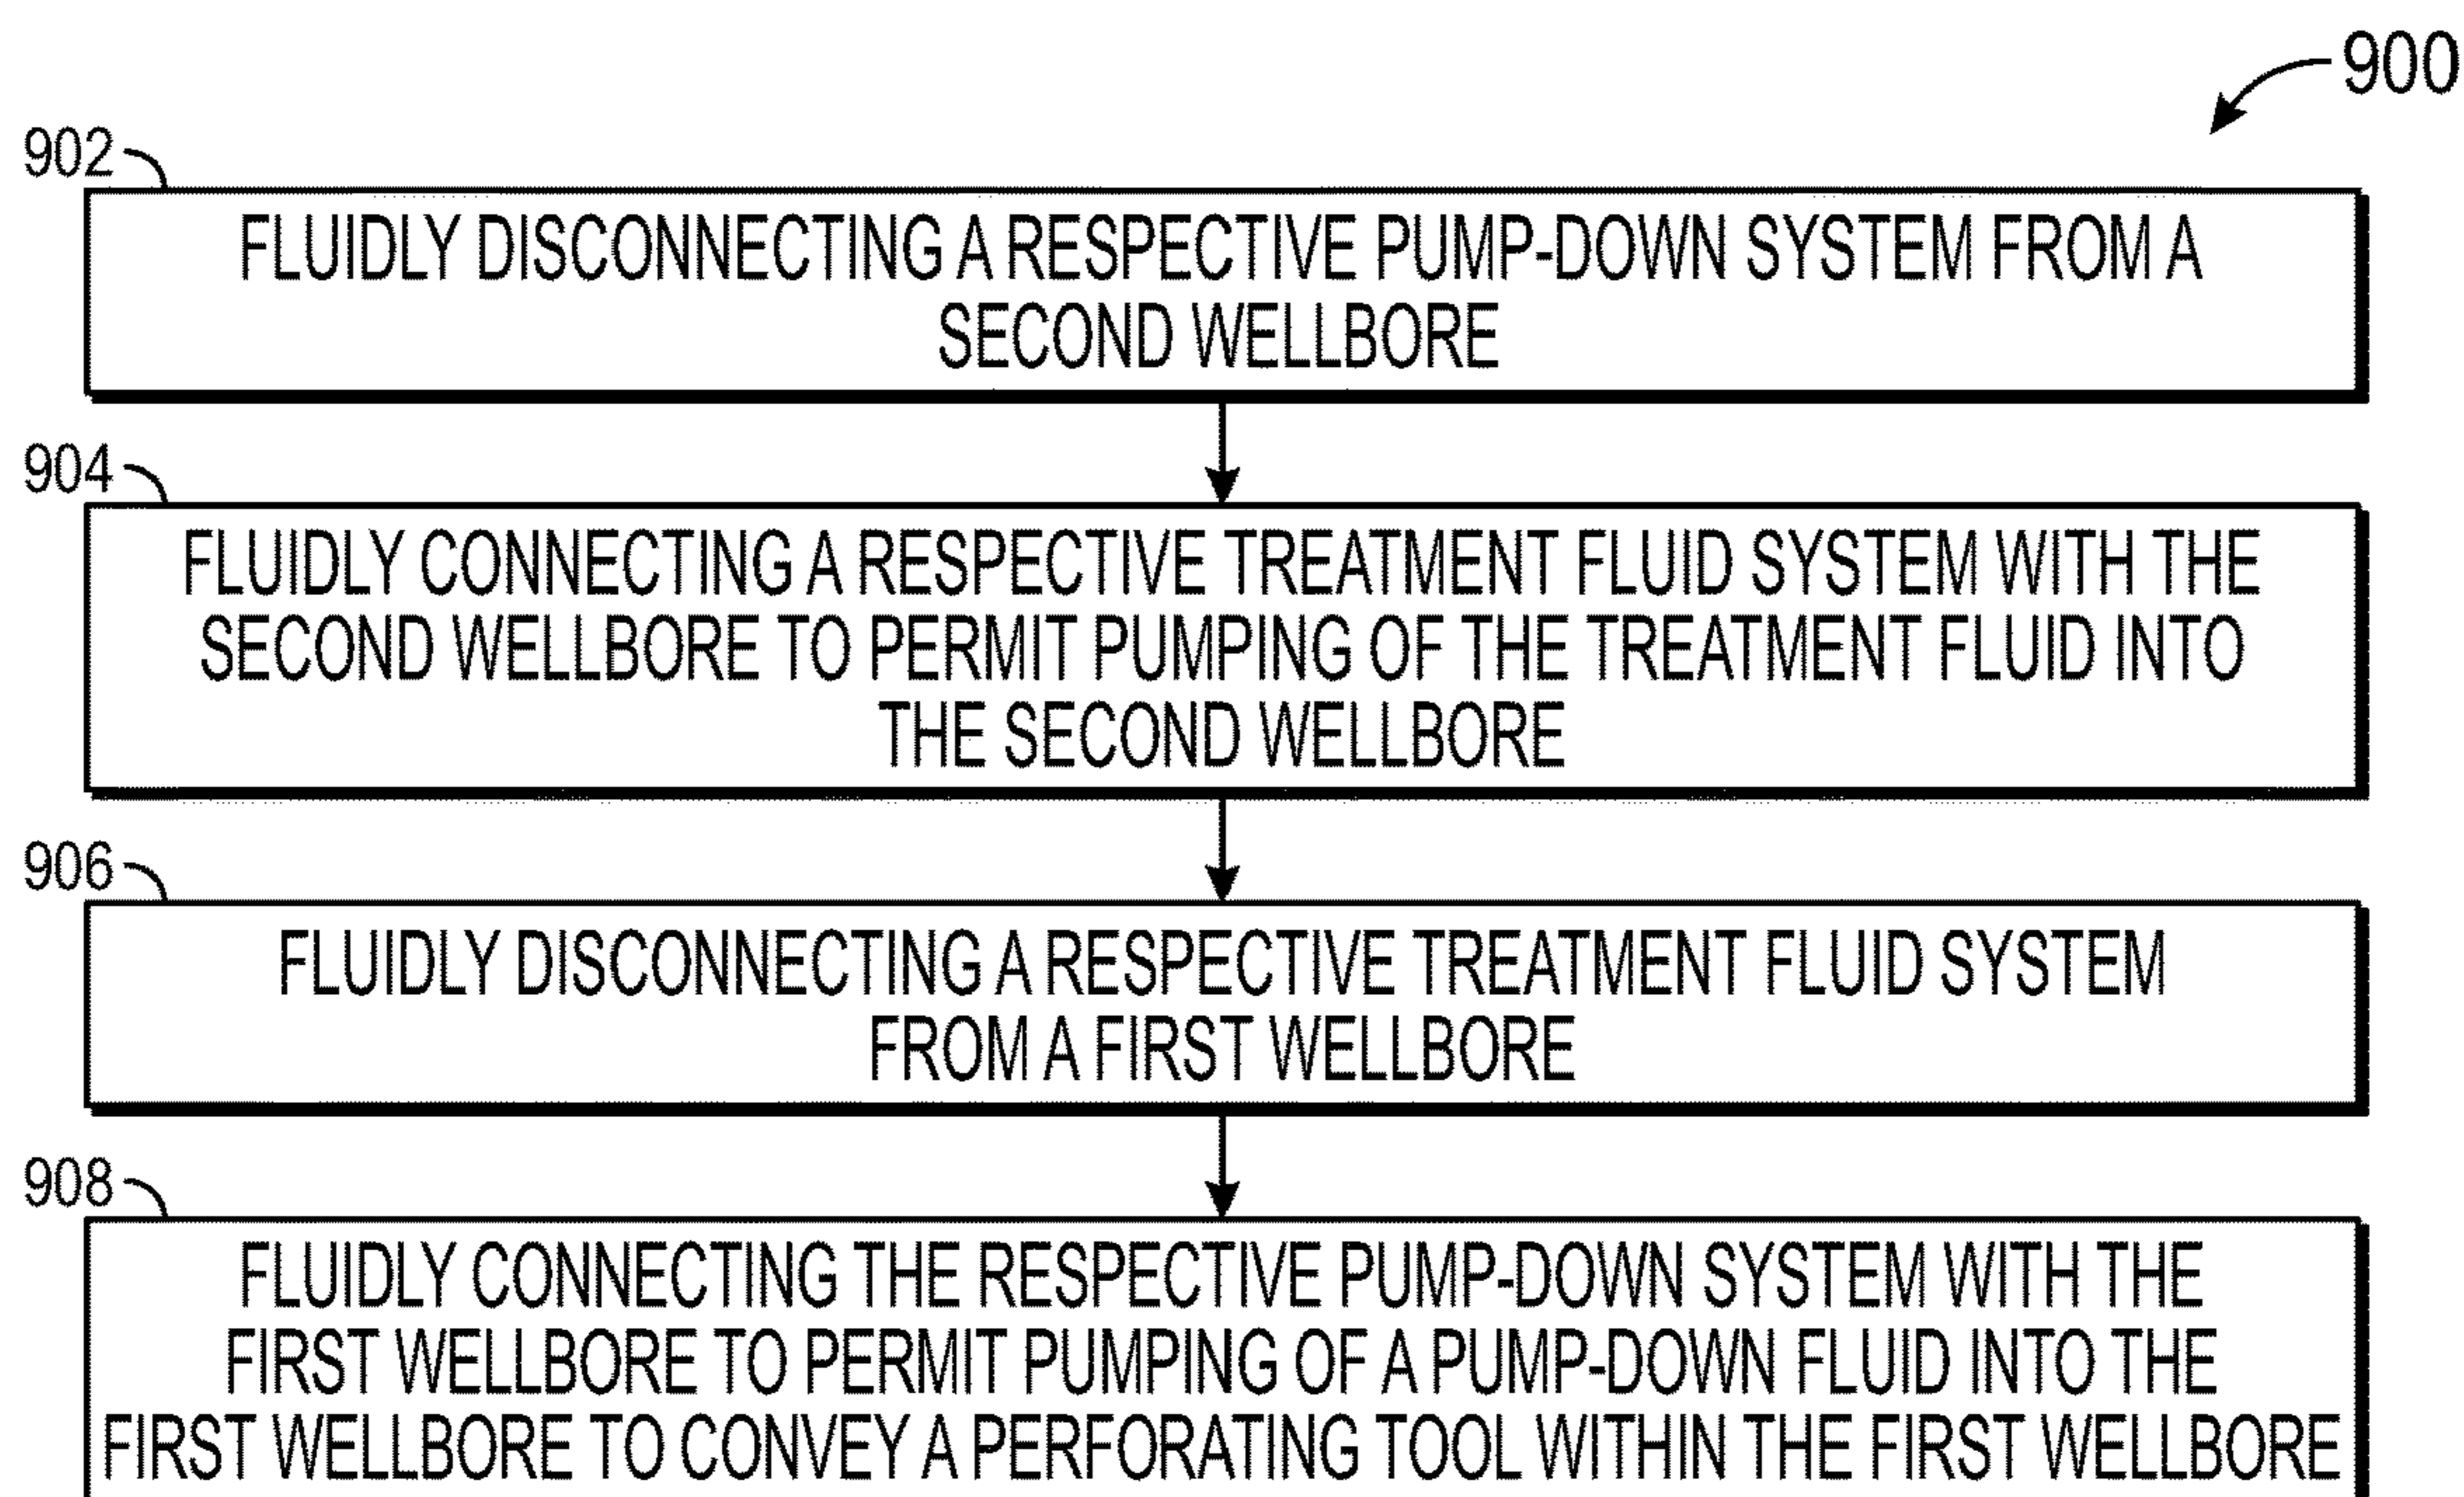 900
902
FLUIDLY DISCONNECTING A RESPECTIVE PUMP-DOWN SYSTEM FROM A
SECOND WELLBORE
904
FLUIDLY CONNECTING A RESPECTIVE TREATMENT FLUID SYSTEM WITH THE
SECOND WELLBORE TO PERMIT PUMPING OF THE TREATMENT FLUID INTO
THE SECOND WELLBORE
906
FLUIDLY DISCONNECTING A RESPECTIVE TREATMENT FLUID SYSTEM
FROM A FIRST WELLBORE
908
FLUIDLY CONNECTING THE RESPECTIVE PUMP-DOWN SYSTEM WITH THE
FIRST WELLBORE TO PERMIT PUMPING OF A PUMP-DOWN FLUID INTO THE
FIRST WELLBORE TO CONVEY A PERFORATING TOOL WITHIN THE FIRST WELLBORE